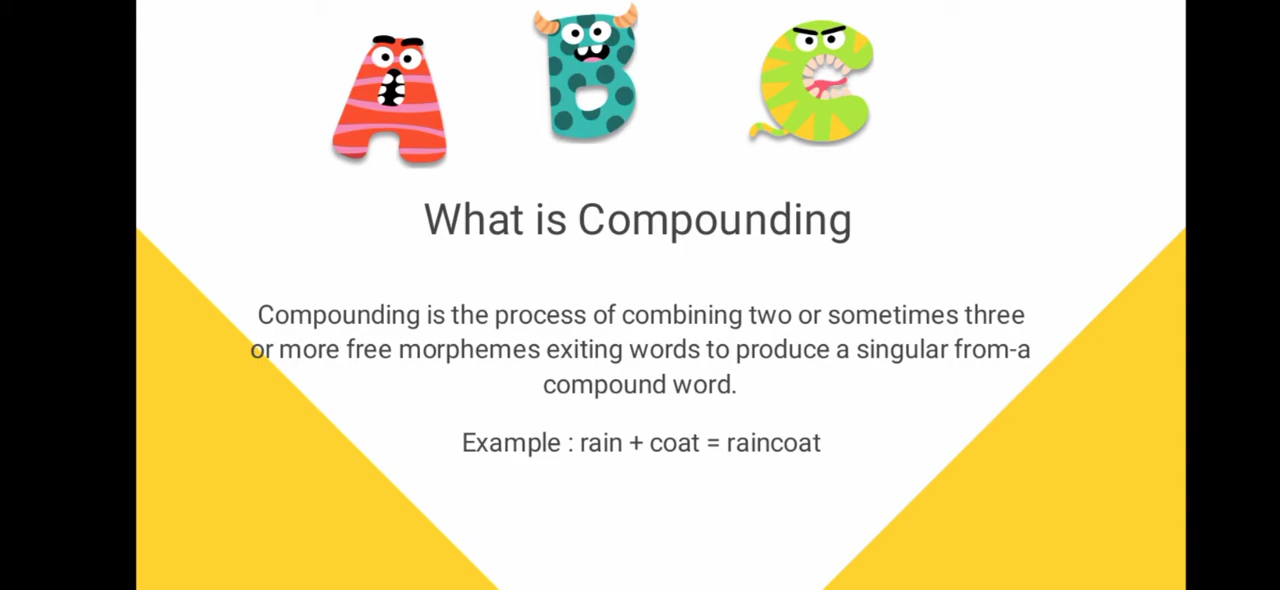 A B C
What is Compounding
Compounding is the process of combining two or sometimes three
or more free morphemes exiting words to produce a singular from-a
compound word.
Example : rain + coat = raincoat